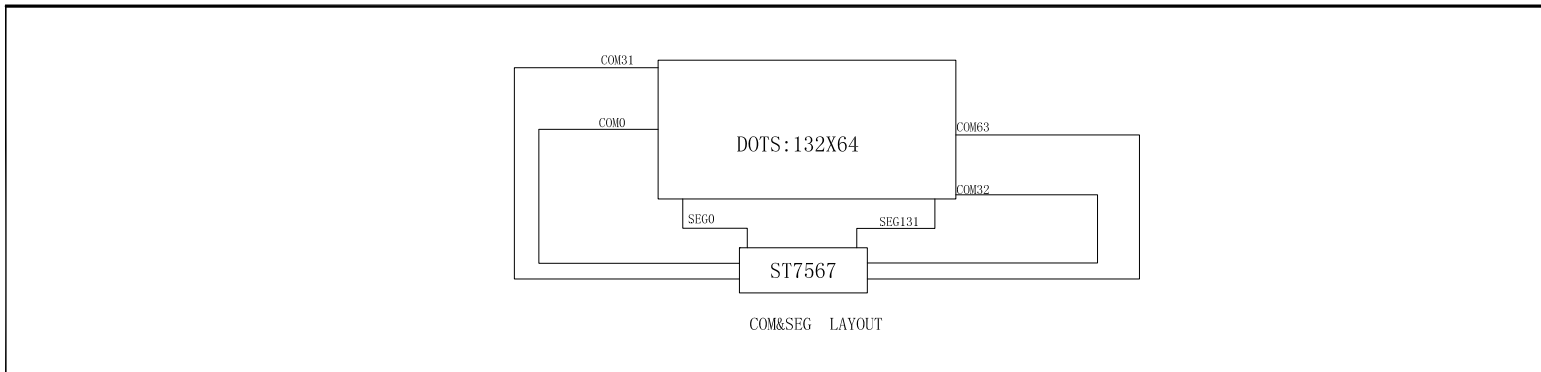 COM31
COM0
DOTS:132X64
COM63
COM32
SEG0
SEG131
ST7567
COM&SEG LAYOUT